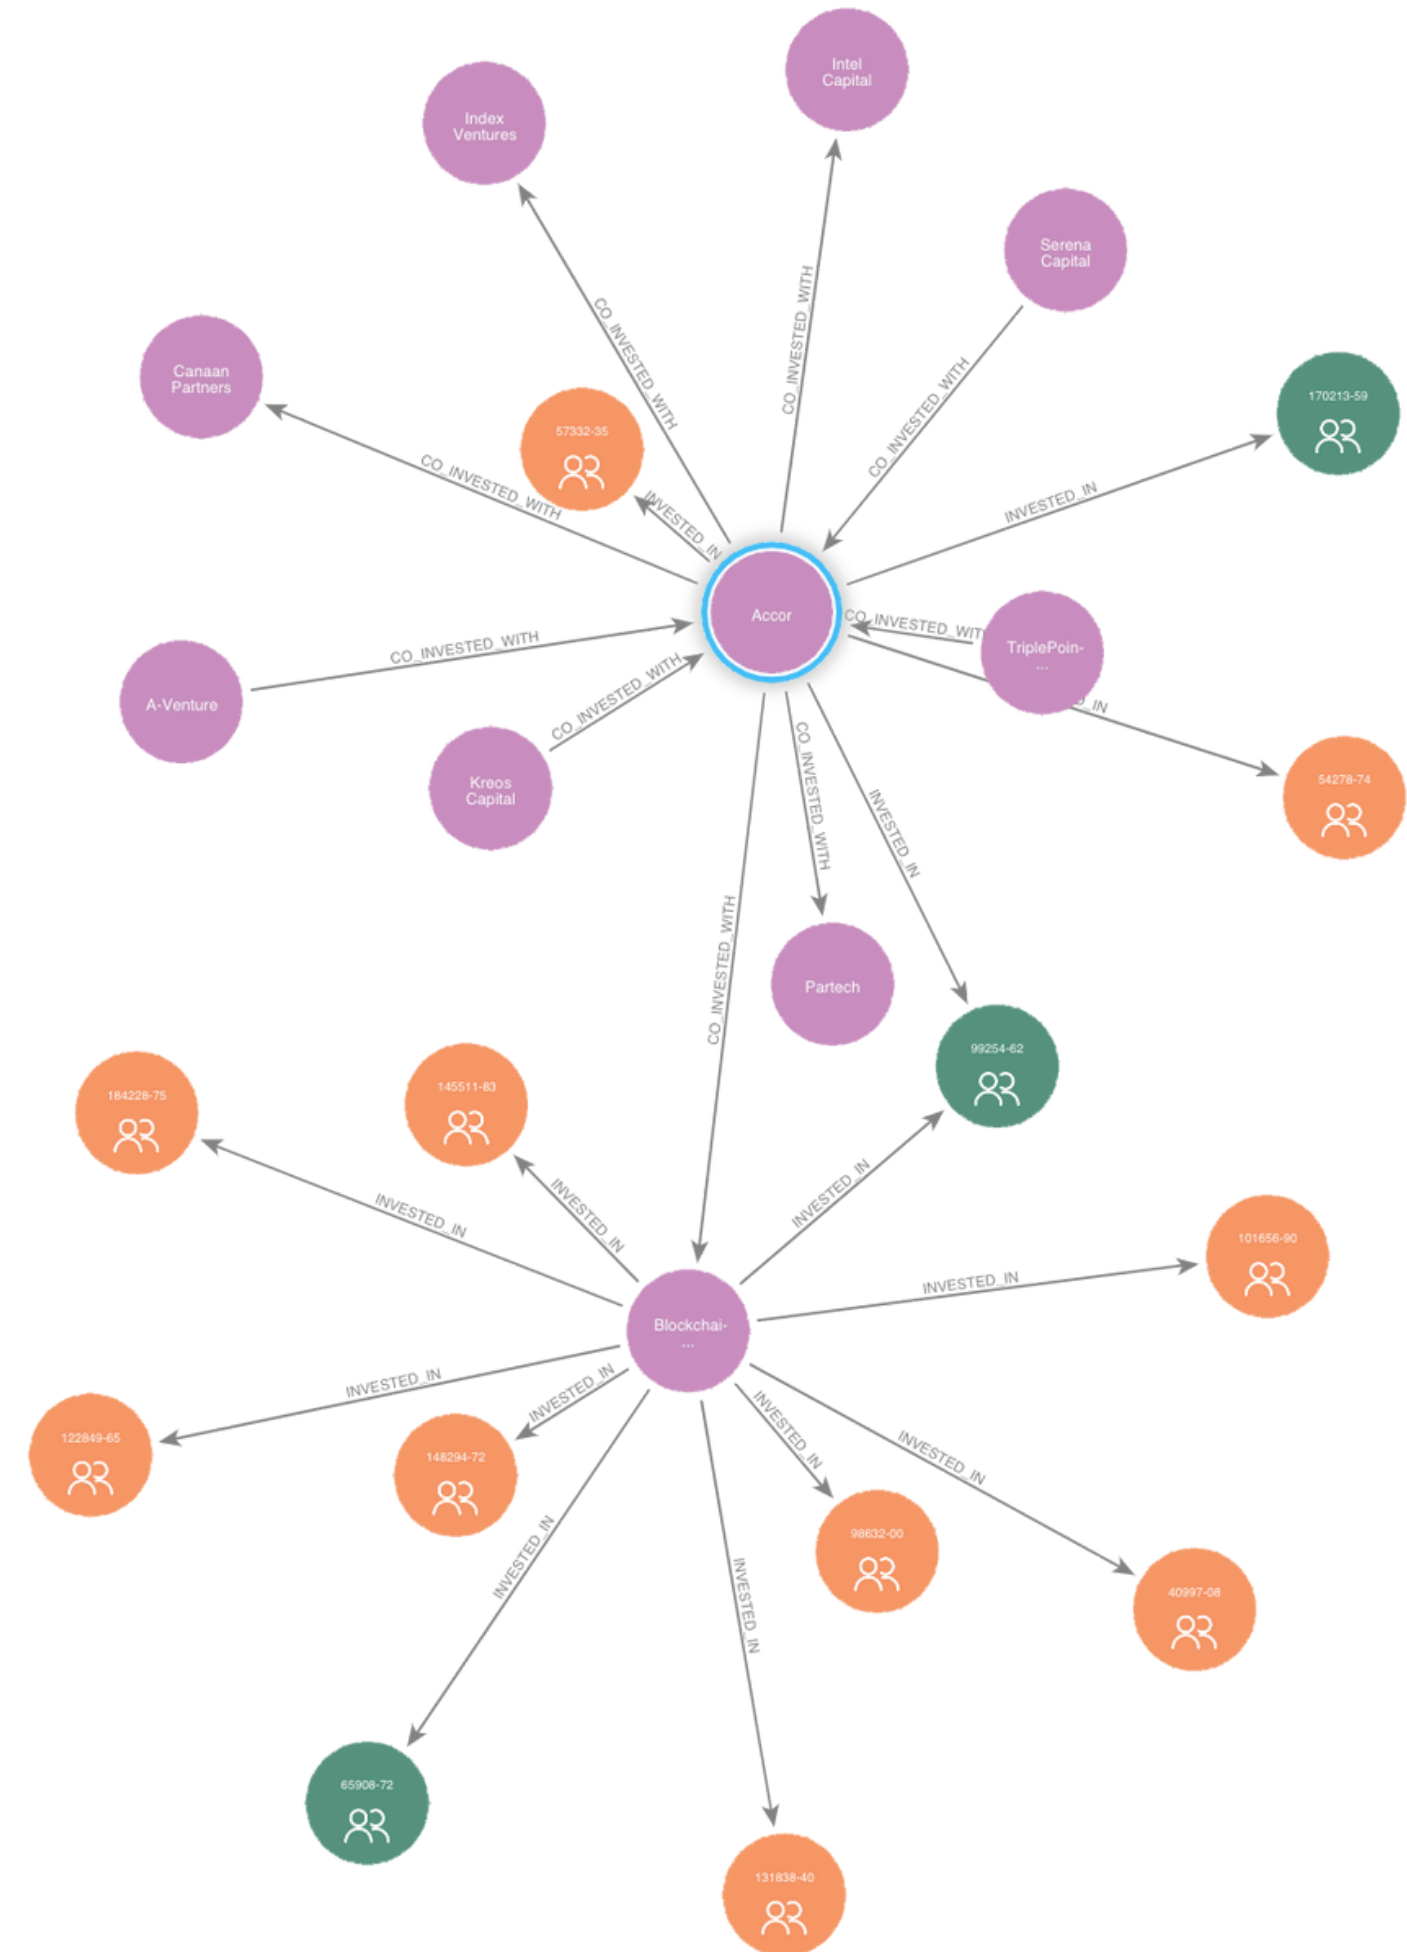 Intel
Capital
Index
Ventures
Serena
Capital
CO_INVESTED_WITH
CO_INVESTED_WITH
CO_INVESTED_WITH
Canaan
Partners
170213-59
57332-35
CO_INVESTED_WITH
INVESTED_IN
INVESTED_IN
Accor
CO_INVESTED_WIT
TriplePoin-
...
D_IN
CO_INVESTED_WITH
A-Venture
CO_INVESTED_WITH
Kreos
Capital
54278-74
CO_INVESTED_WITH
INVESTED_IN
CO_INVESTED_WITH
Partech
99254-62
184228-75
145511-83
INVESTED_IN
INVESTED_IN
INVESTED_IN
101656-90
INVESTED_IN
Blockchai-
...
INVESTED_IN
INVESTED_IN
INVESTED_IN
INVESTED_IN
122849-65
148294-72
98632-00
INVESTED_IN
INVESTED_IN
40997-08
65908-72
131838-40